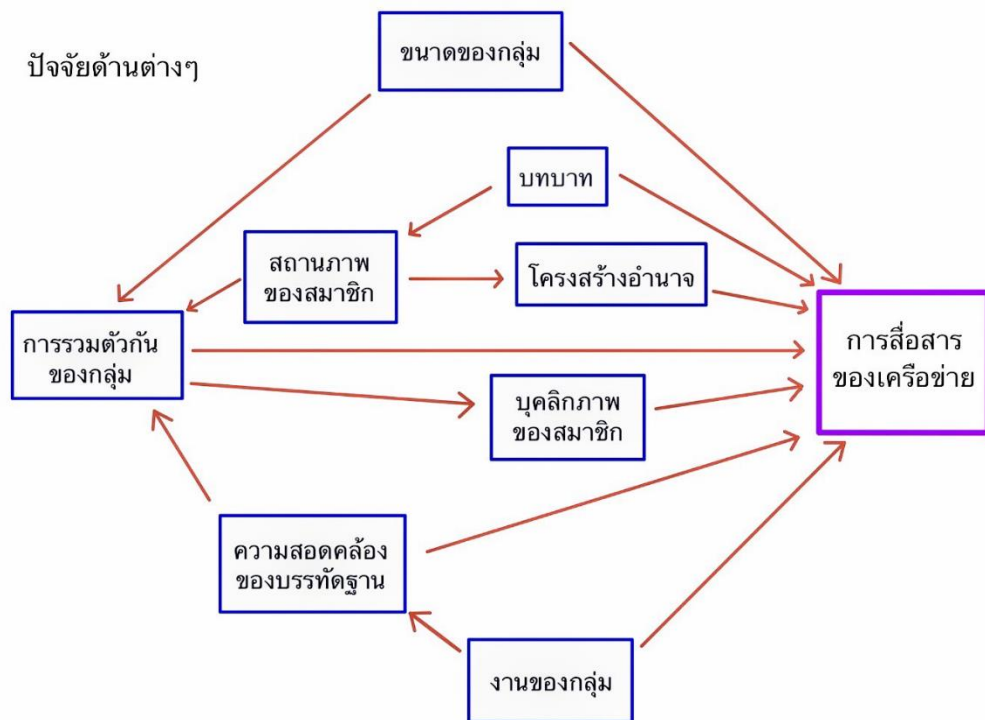 ปัจจัยด้านต่างๆ
ขนาดของกลุ่ม
บทบาท
สถานภาพ
ของสมาชิก
โครงสร้างอำนาจ
การรวมตัวกัน
ของกลุ่ม
การสื่อสาร
ของเครือข่าย
บุคลิกภาพ
ของสมาชิก
ความสอดคล้อง
ของบรรทัดฐาน
งานของกลุ่ม